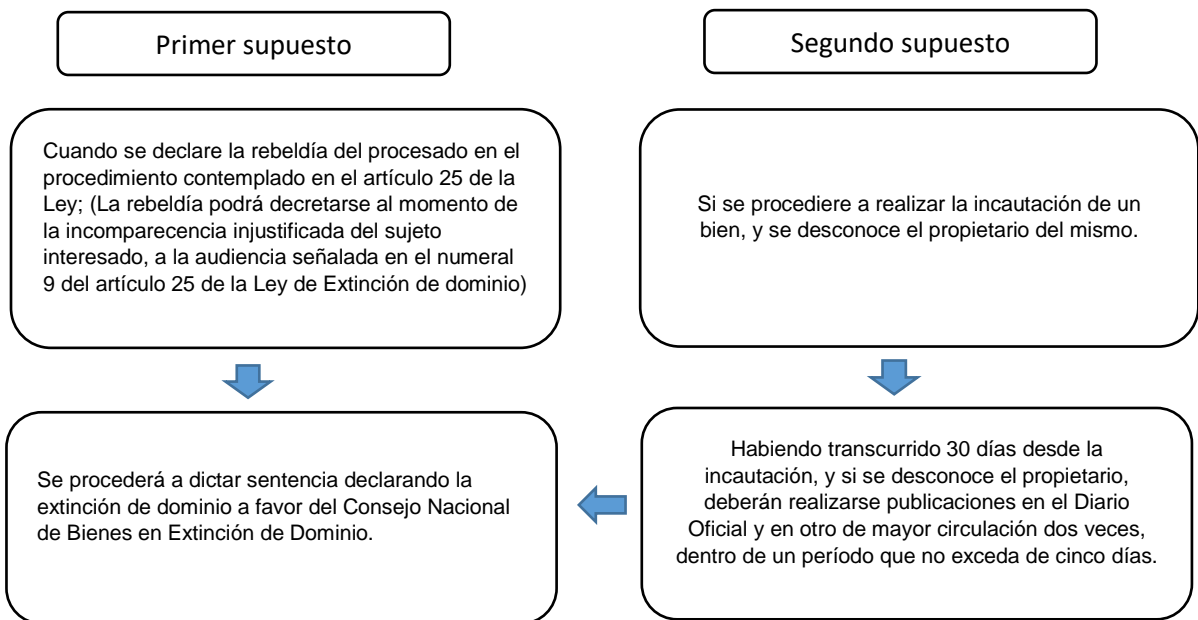 Primer supuesto
Segundo supuesto
Cuando se declare la rebeldía del procesado en el
procedimiento contemplado en el artículo 25 de la
Ley; (La rebeldía podrá decretarse al momento de
la incomparecencia injustificada del sujeto
interesado, a la audiencia señalada en el numeral
9 del artículo 25 de la Ley de Extinción de dominio)
Si se procediere a realizar la incautación de un
bien, y se desconoce el propietario del mismo.
Se procederá a dictar sentencia declarando la
extinción de dominio a favor del Consejo Nacional
de Bienes en Extinción de Dominio.
Habiendo transcurrido 30 días desde la
incautación, y si se desconoce el propietario,
deberán realizarse publicaciones en el Diario
Oficial y en otro de mayor circulación dos veces,
dentro de un período que no exceda de cinco días.